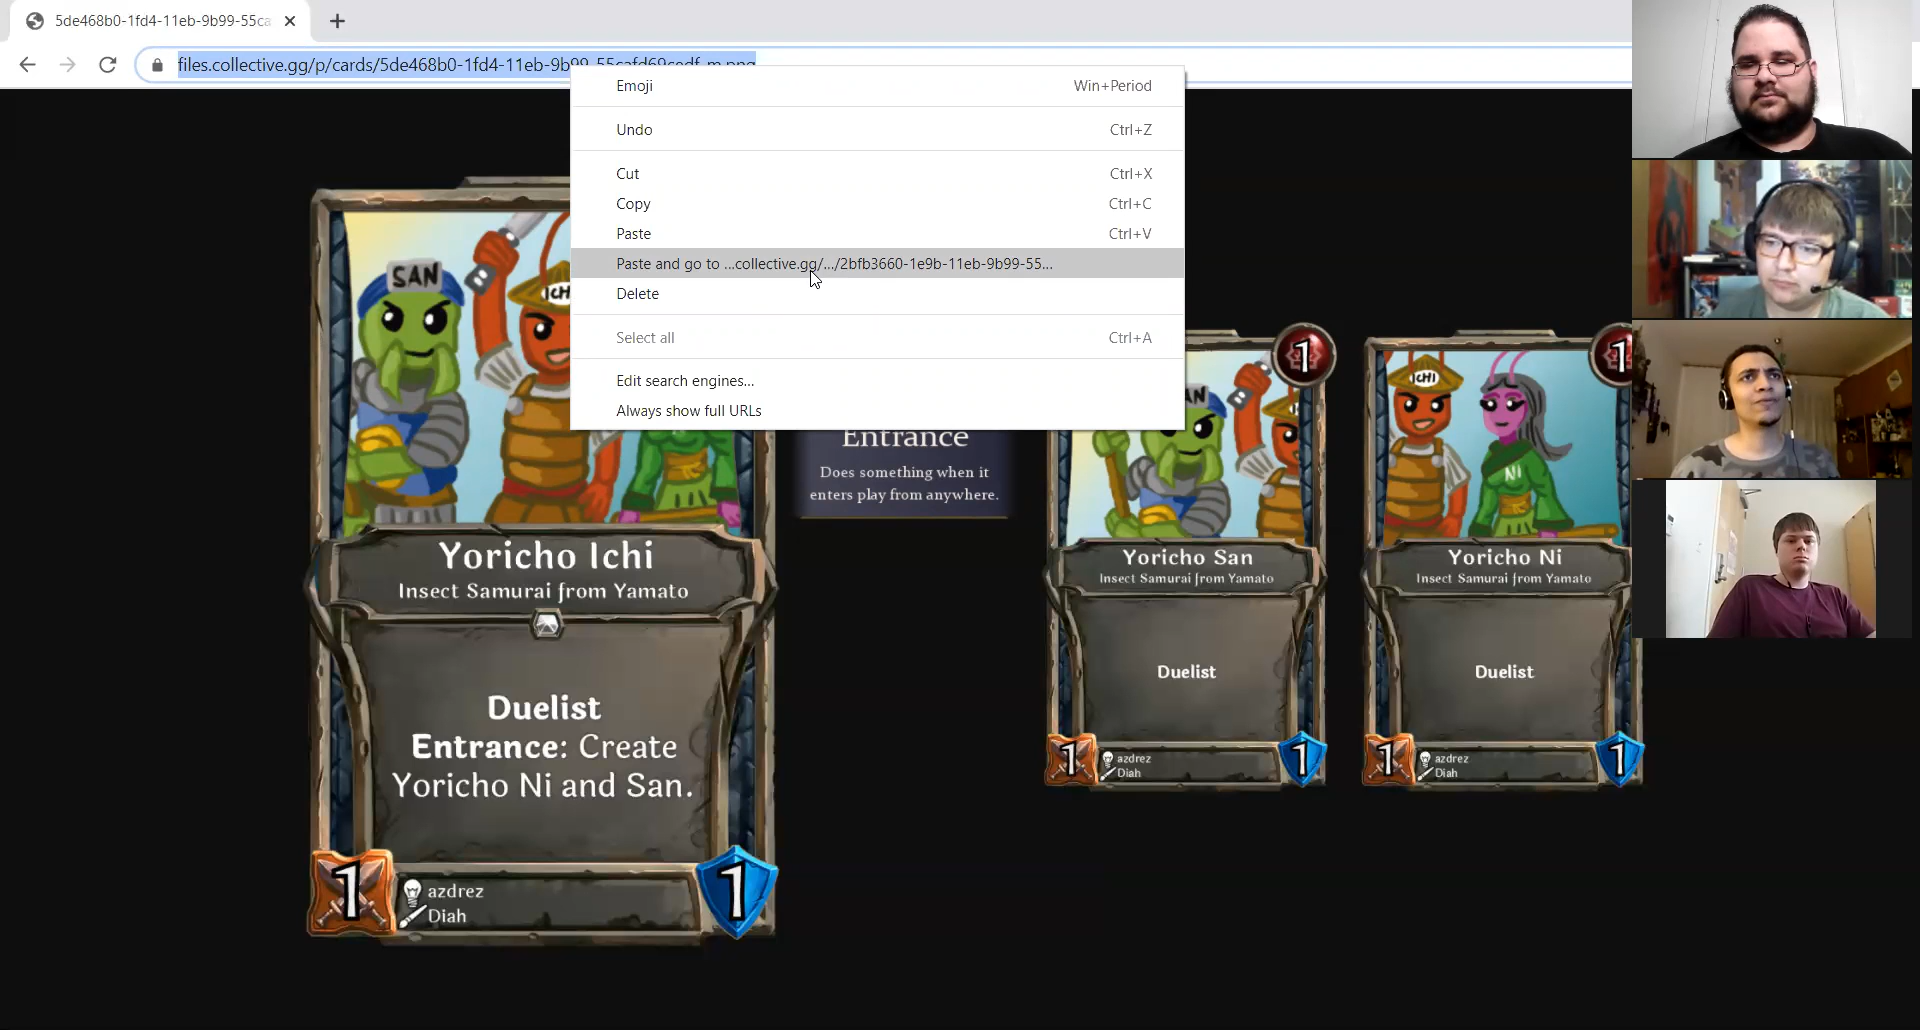 5de468b0-1fd4-11eb-9b99-55ca
files.collective.gg/p/cards/5de468b0-1fd4-11eb-9b99-55cafd69cedf_m.png
Emoji Win+Period
Undo Ctrl+Z
Cut Ctrl+X
Copy Ctrl+C
Paste Ctrl+V
Paste and go to ...collective.gg/.../2bfb3660-1e9b-11eb-9b99-55...
Delete
Select all Ctrl+A
Edit search engines...
Always show full URLs
SAN
ICHI
Yoricho Ichi
Insect Samurai from Yamato
Duelist
Entrance: Create
Yoricho Ni and San.
1
azdrez
Diah
1
Entrance
Does something when it
enters play from anywhere.
1
Yoricho San
Insect Samurai from Yamato
Duelist
1
azdrez
Diah
1
1
ICHI
NI
Yoricho Ni
Insect Samurai from Yamato
Duelist
1
azdrez
Diah
1